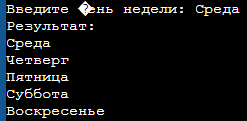 Введите �ень недели: Среда
Результат:
Среда
Четверг
Пятница
Суббота
Воскресенье